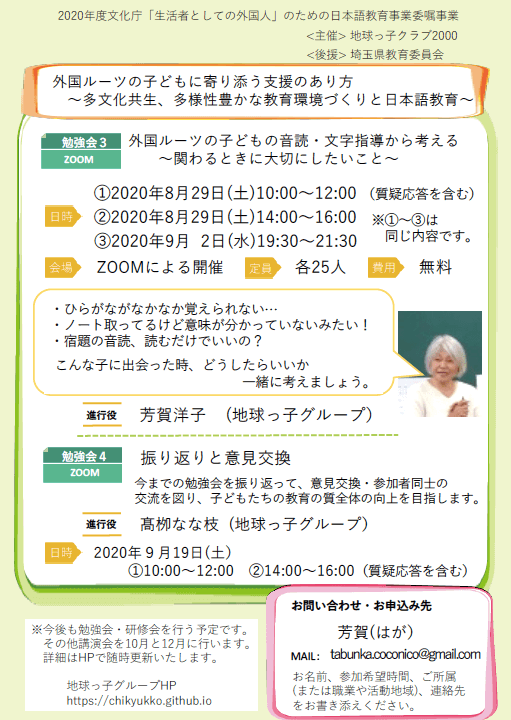 2020年度文化庁「生活者としての外国人」のための日本語教育事業委嘱事業
<主催> 地球っ子クラブ2000
<後援> 埼玉県教育委員会
外国ルーツの子どもに寄り添う支援のあり方
～多文化共生、多様性豊かな教育環境づくりと日本語教育～
勉強会３
ZOOM
外国ルーツの子どもの音読・文字指導から考える
～関わるときに大切にしたいこと～
日時
①2020年8月29日(土)10:00～12:00 (質疑応答を含む)
②2020年8月29日(土)14:00～16:00
③2020年9月 2日(水)19:30～21:30
※①～③は
同じ内容です。
会場 ZOOMによる開催 定員 各25人 費用 無料
・ひらがながなかなか覚えられない…
・ノート取ってるけど意味が分かっていないみたい！
・宿題の音読、読むだけでいいの？
こんな子に出会った時、どうしたらいいか
一緒に考えましょう。
進行役 芳賀洋子 （地球っ子グループ）
勉強会４
ZOOM
振り返りと意見交換
今までの勉強会を振り返って、意見交換・参加者同士の
交流を図り、子どもたちの教育の質全体の向上を目指します。
進行役 髙栁なな枝（地球っ子グループ）
日時 2020年９月19日(土)
①10:00～12:00 ②14:00～16:00（質疑応答を含む）
※今後も勉強会・研修会を行う予定です。
その他講演会を10月と12月に行います。
詳細はHPで随時更新いたします。
地球っ子グループHP
https://chikyukko.github.io
お問い合わせ・お申込み先
芳賀(はが)
MAIL: tabunka.coconico@gmail.com
お名前、参加希望時間、ご所属
(または職業や活動地域)、連絡先
をお書き添えください。